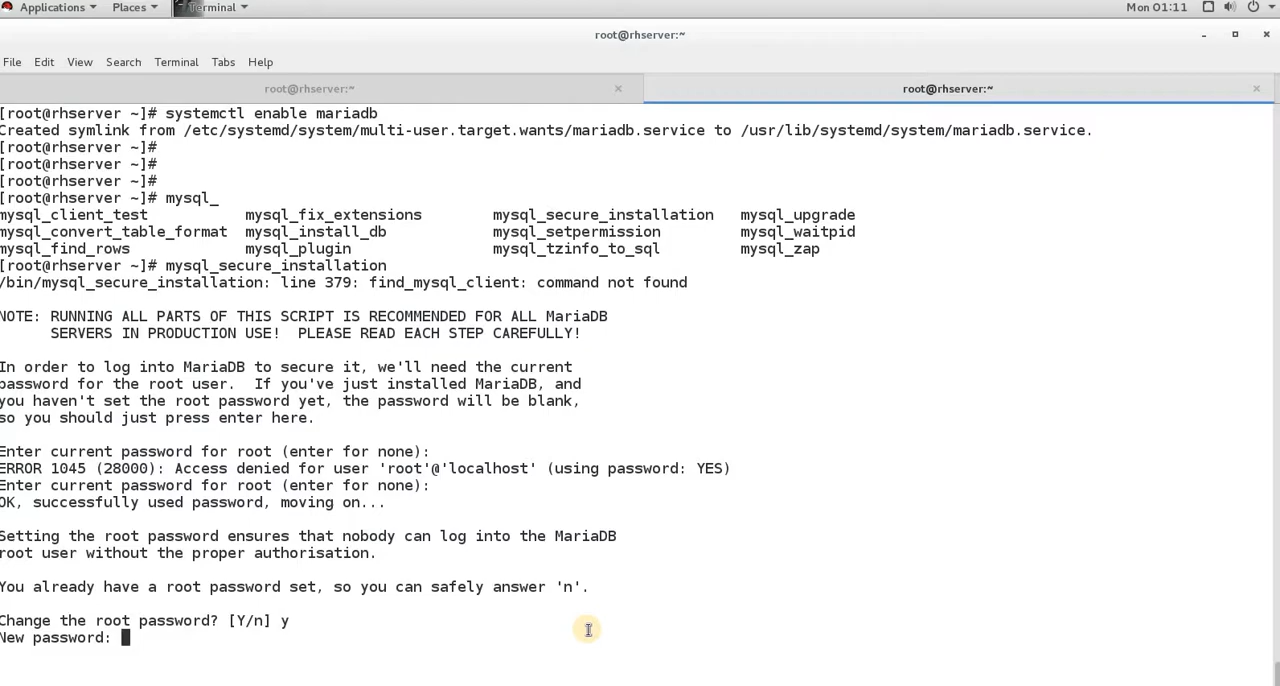 Applications Places Terminal Mon 01:11
root@rhserver:~
File Edit View Search Terminal Tabs Help
root@rhserver:~ × root@rhserver:~ ×
[root@rhserver ~]# systemctl enable mariadb
Created symlink from /etc/systemd/system/multi-user.target.wants/mariadb.service to /usr/lib/systemd/system/mariadb.service.
[root@rhserver ~]#
[root@rhserver ~]#
[root@rhserver ~]#
[root@rhserver ~]# mysql_
mysql_client_test mysql_fix_extensions mysql_secure_installation mysql_upgrade
mysql_convert_table_format mysql_install_db mysql_setpermission mysql_waitpid
mysql_find_rows mysql_plugin mysql_tzinfo_to_sql mysql_zap
[root@rhserver ~]# mysql_secure_installation
/bin/mysql_secure_installation: line 379: find_mysql_client: command not found
NOTE: RUNNING ALL PARTS OF THIS SCRIPT IS RECOMMENDED FOR ALL MariaDB
SERVERS IN PRODUCTION USE! PLEASE READ EACH STEP CAREFULLY!
In order to log into MariaDB to secure it, we'll need the current
password for the root user. If you've just installed MariaDB, and
you haven't set the root password yet, the password will be blank,
so you should just press enter here.
Enter current password for root (enter for none):
ERROR 1045 (28000): Access denied for user 'root'@'localhost' (using password: YES)
Enter current password for root (enter for none):
OK, successfully used password, moving on...
Setting the root password ensures that nobody can log into the MariaDB
root user without the proper authorisation.
You already have a root password set, so you can safely answer 'n'.
Change the root password? [Y/n] y
New password: